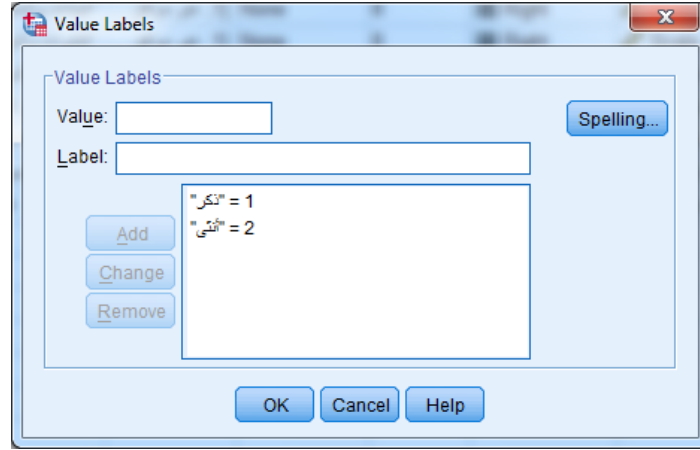 Value Labels
Value Labels
Value:
Spelling...
Label:
1 = "ذكر"
2 = "أنثى"
Add
Change
Remove
OK
Cancel
Help